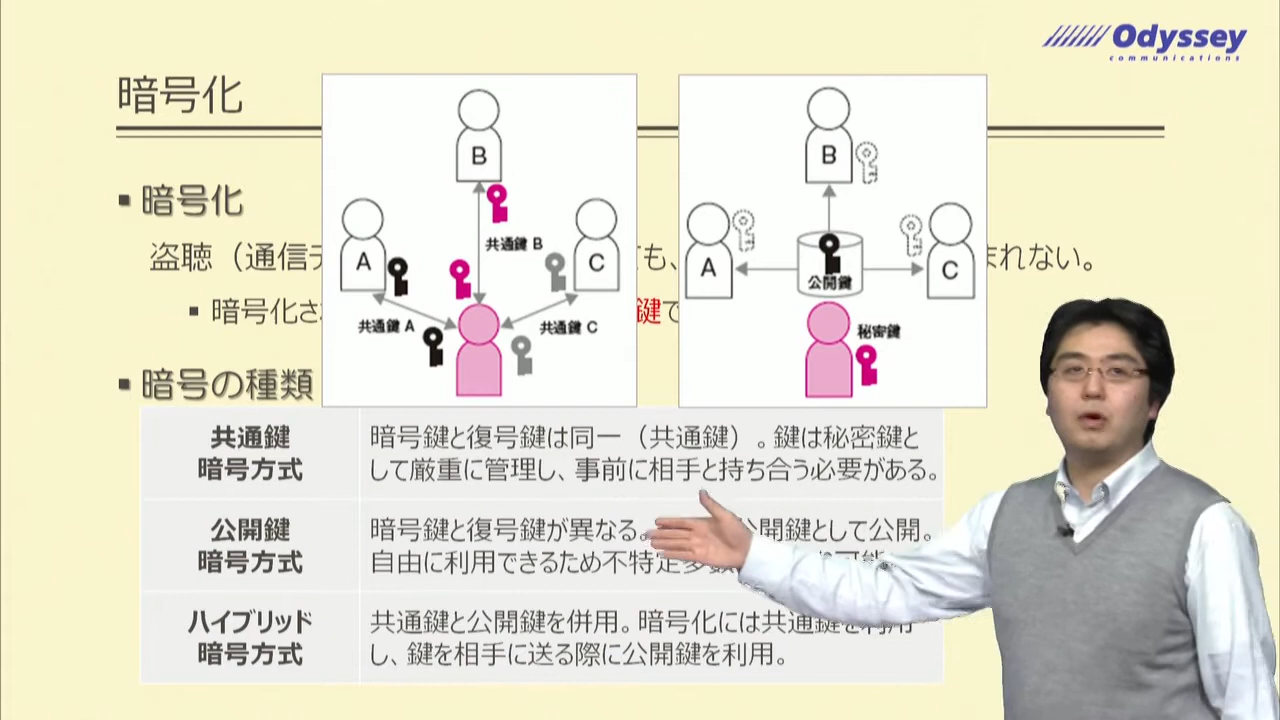 Odyssey
communications
暗号化
暗号化
盗聴（通信
ても、
まれない。
暗号化さ
鍵で
暗号の種類
B
A
C
共通鍵 B
共通鍵 A
共通鍵 C
B
A
C
公開鍵
秘密鍵
共通鍵
暗号方式
暗号鍵と復号鍵は同一（共通鍵）。鍵は秘密鍵と
して厳重に管理し、事前に相手と持ち合う必要がある。
公開鍵
暗号方式
暗号鍵と復号鍵が異なる。 公開鍵として公開。
自由に利用できるため不特定多数 可能
ハイブリッド
暗号方式
共通鍵と公開鍵を併用。暗号化には共通鍵を利用
し、鍵を相手に送る際に公開鍵を利用。